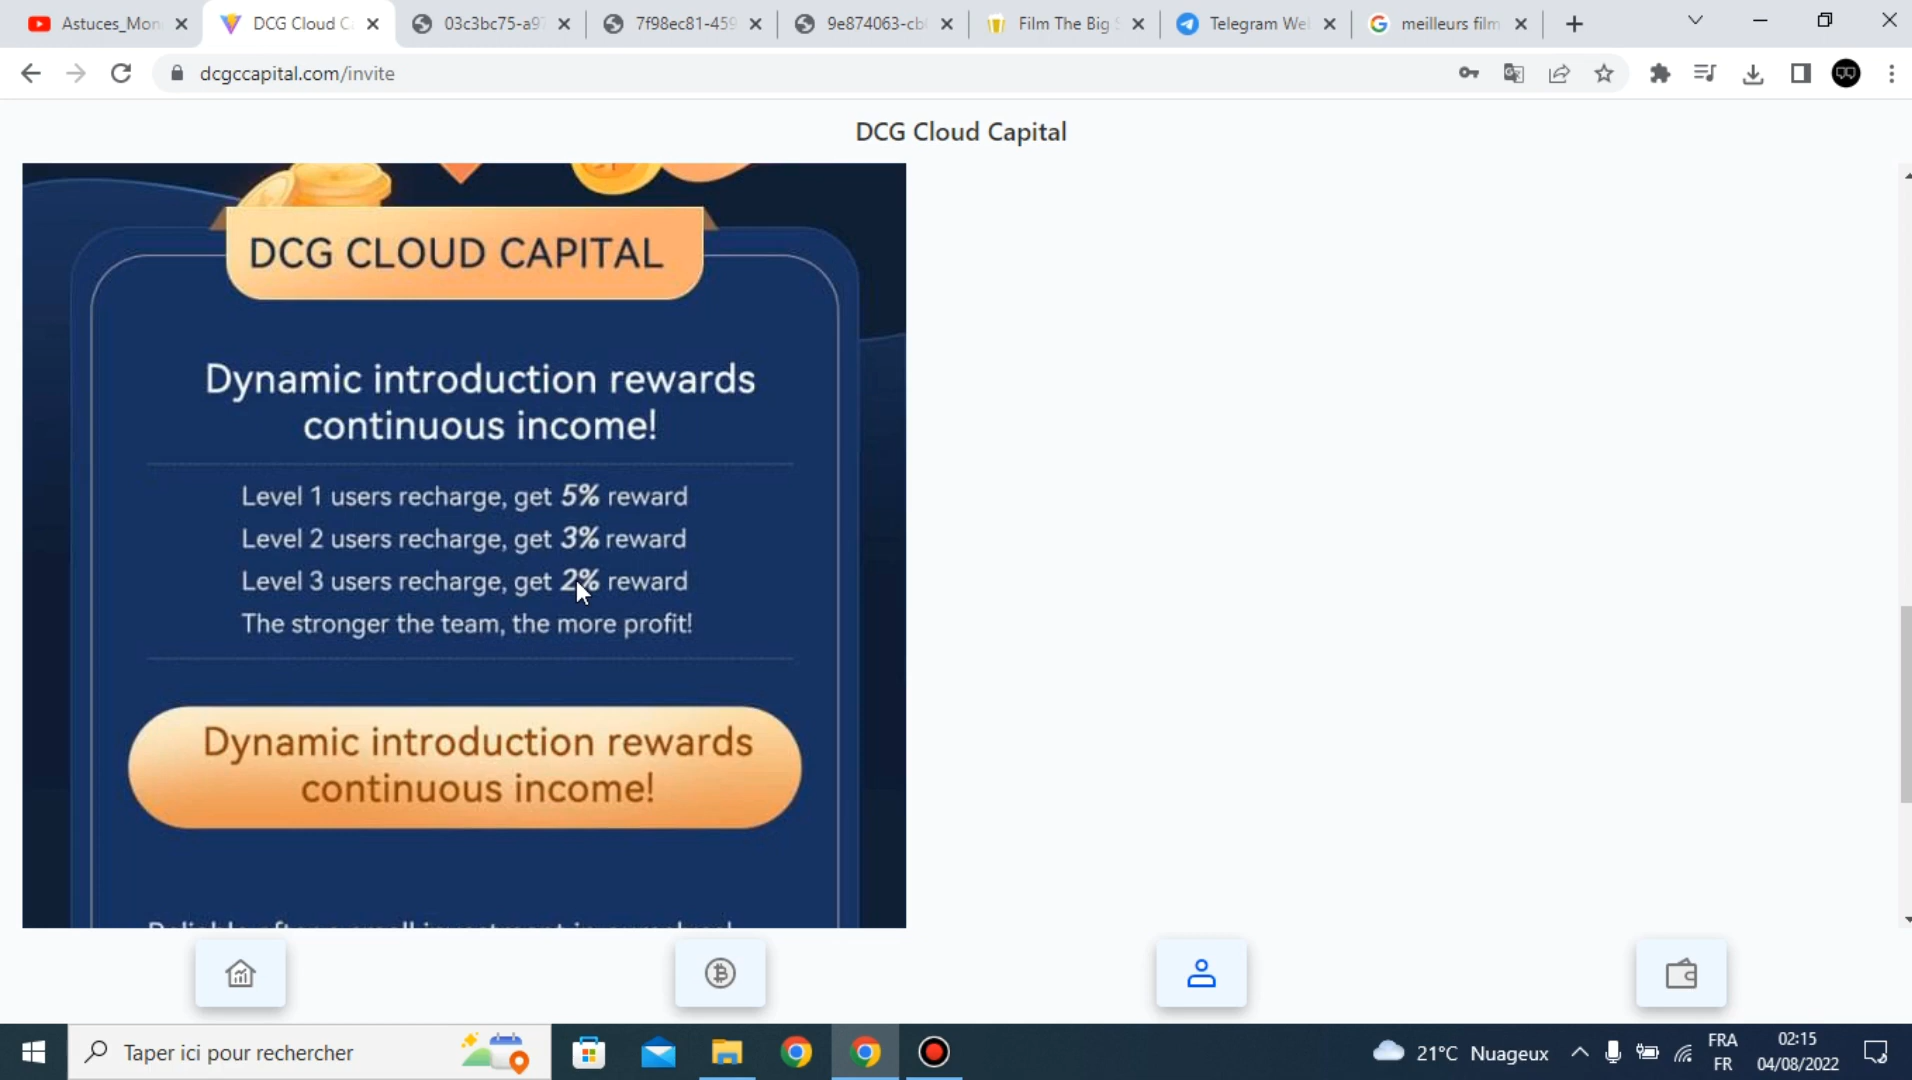 Astuces_Mon
DCG Cloud C
03c3bc75-a9
7f98ec81-459
9e874063-cb
Film The Big
Telegram We
meilleurs film
dcgccapital.com/invite
DCG Cloud Capital
DCG CLOUD CAPITAL
Dynamic introduction rewards
continuous income!
Level 1 users recharge, get 5% reward
Level 2 users recharge, get 3% reward
Level 3 users recharge, get 2% reward
The stronger the team, the more profit!
Dynamic introduction rewards
continuous income!
Taper ici pour rechercher
21°C Nuageux
FRA
FR
02:15
04/08/2022